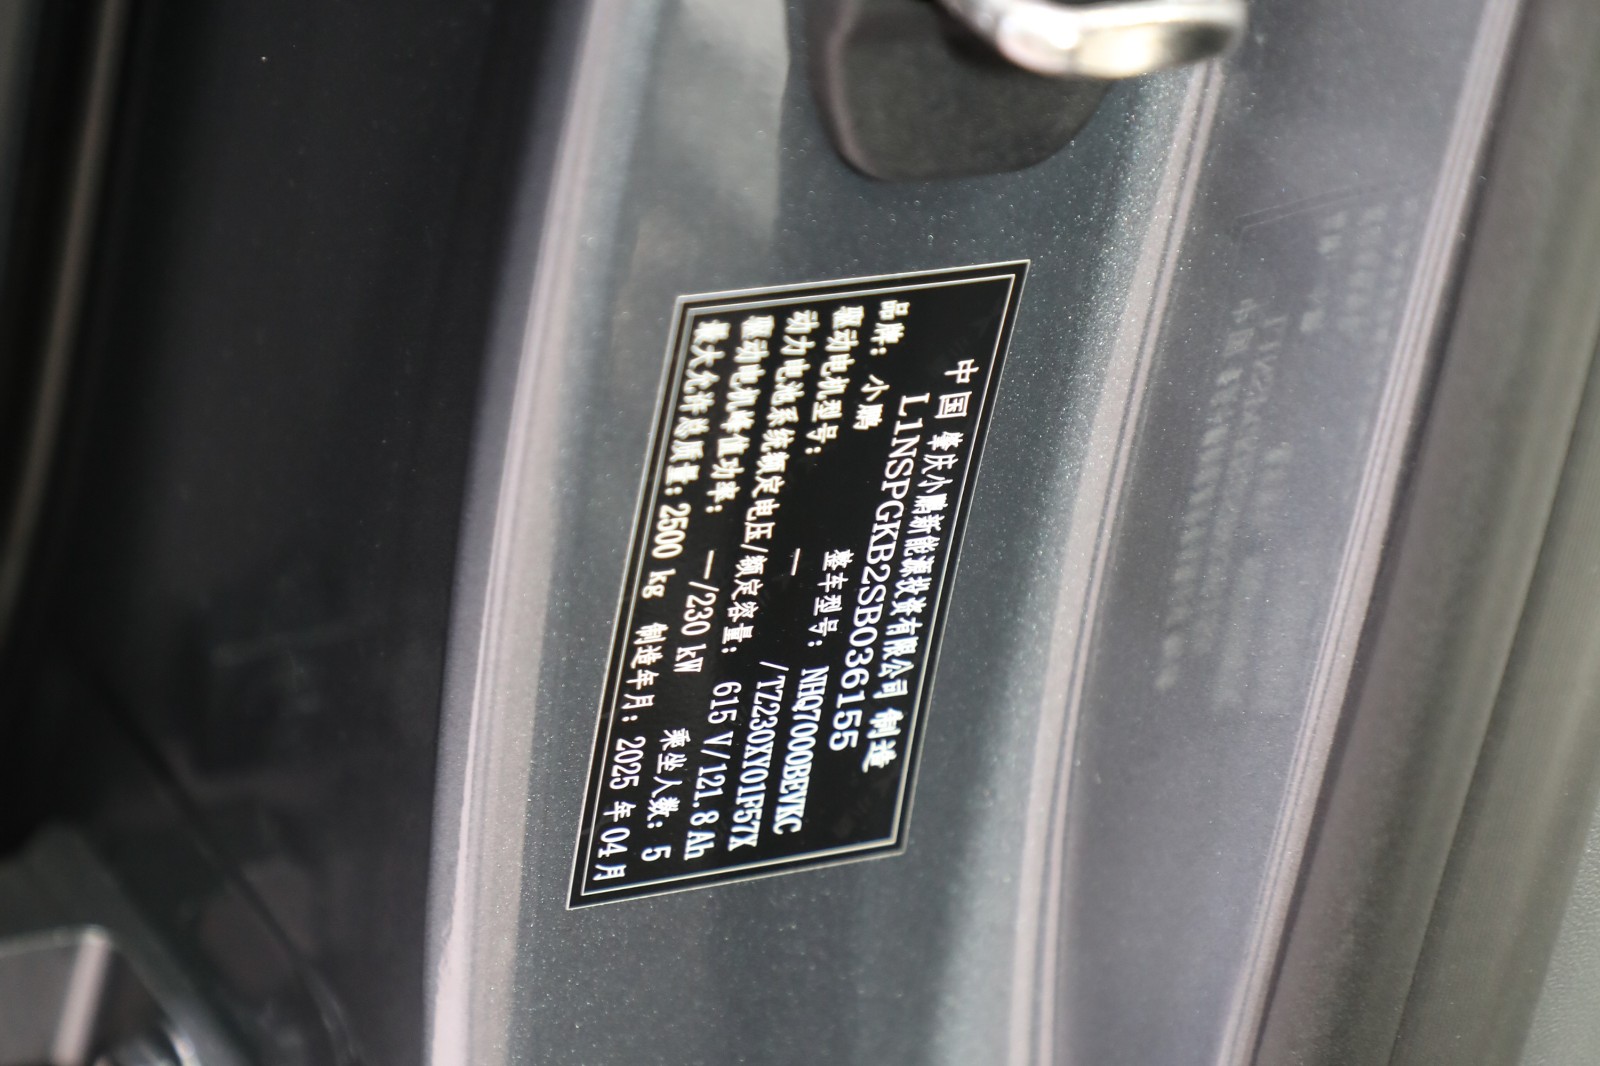 中国 肇庆小鹏新能源投资有限公司 制造
L1NSPGKB2SB036155
品牌: 小鹏 整车型号: NHQ7000BEVKC
驱动电机型号: —/TZ230XY01F57X
动力电池系统额定电压/额定容量: 615 V/121.8 Ah
驱动电机峰值功率: —/230 kW 乘坐人数: 5
最大允许总质量: 2500 kg 制造年月: 2025 年 04 月